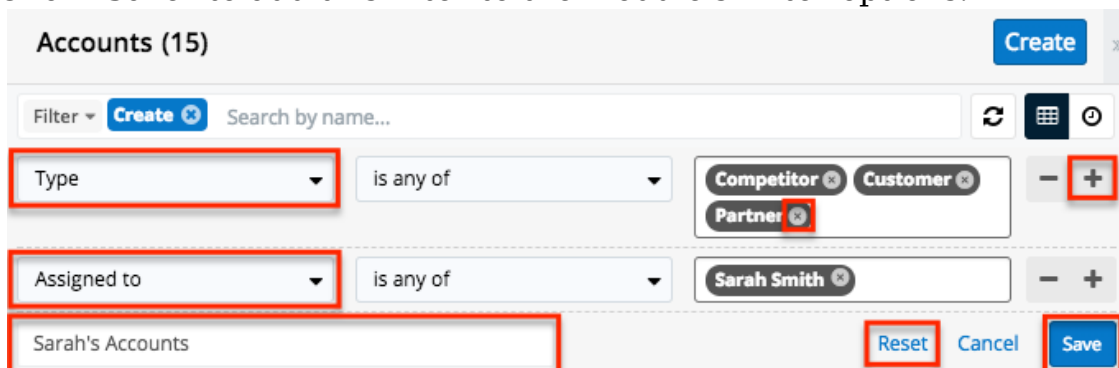 Accounts (15) Create
Filter Create Search by name...
Type is any of Competitor Customer
Partner
Assigned to is any of Sarah Smith
Sarah's Accounts Reset Cancel Save